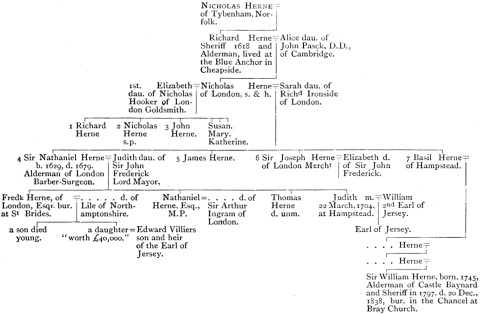 NICHOLAS HERNE
of Tybenham, Nor-
folk.
Richard Herne = Alice dau. of
Sheriff 1618 and John Pasck, D.D.,
Alderman, lived at of Cambridge.
the Blue Anchor in
Cheapside.
1st. Elizabeth = Nicholas Herne = Sarah dau. of
dau. of Nicholas of London, s. & h. Richd Ironside
Hooker of Lon- of London.
don Goldsmith.
1 Richard 2 Nicholas 3 John Susan.
Herne Herne Herne. Mary.
s.p. Katherine.
4 Sir Nathaniel Herne = Judith dau. of 5 James Herne. 6 Sir Joseph Herne = Elizabeth d. 7 Basil Herne =
b. 1629, d. 1679. Sir John of London Mercht of Sir John of Hampstead.
Alderman of London Frederick Frederick.
Barber-Surgeon. Lord Mayor,
Fredk Herne, of = . . . . . d. of Nathaniel = . . . . d. of Thomas Judith m. = William
London, Esqr. bur. Lile of North- Herne, Esq., Sir Arthur Herne 22 March, 1704, 2nd Earl of
at St Brides. amptonshire. M.P. Ingram of d. unm. at Hampstead. Jersey.
London.
a son died a daughter = Edward Villiers Earl of Jersey.
young. "worth £40,000." son and heir
of the Earl of
Jersey.
. . . . Herne =
. . . . Herne =
Sir William Herne, born, 1745,
Alderman of Castle Baynard
and Sheriff in 1797, d. 20 Dec.,
1838, bur. in the Chancel at
Bray Church.